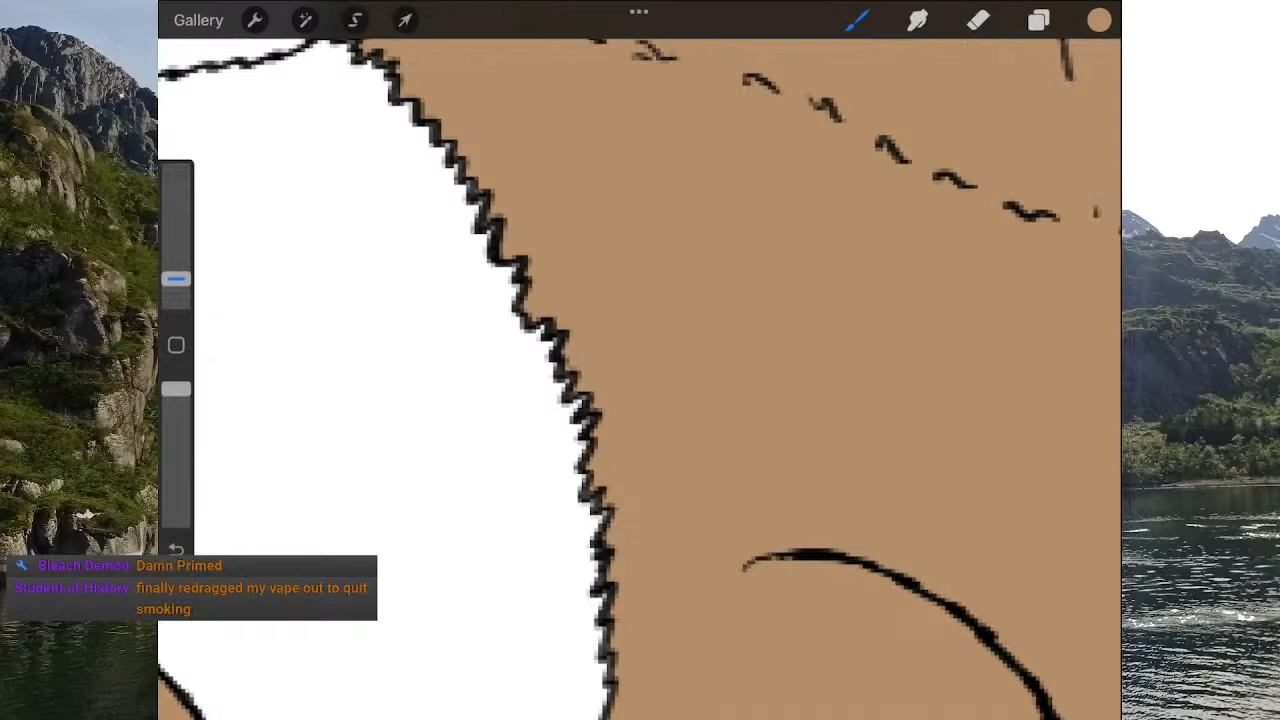 Gallery
Bleach Demon Damn Primed
Student of History finally redragged my vape out to quit
smoking